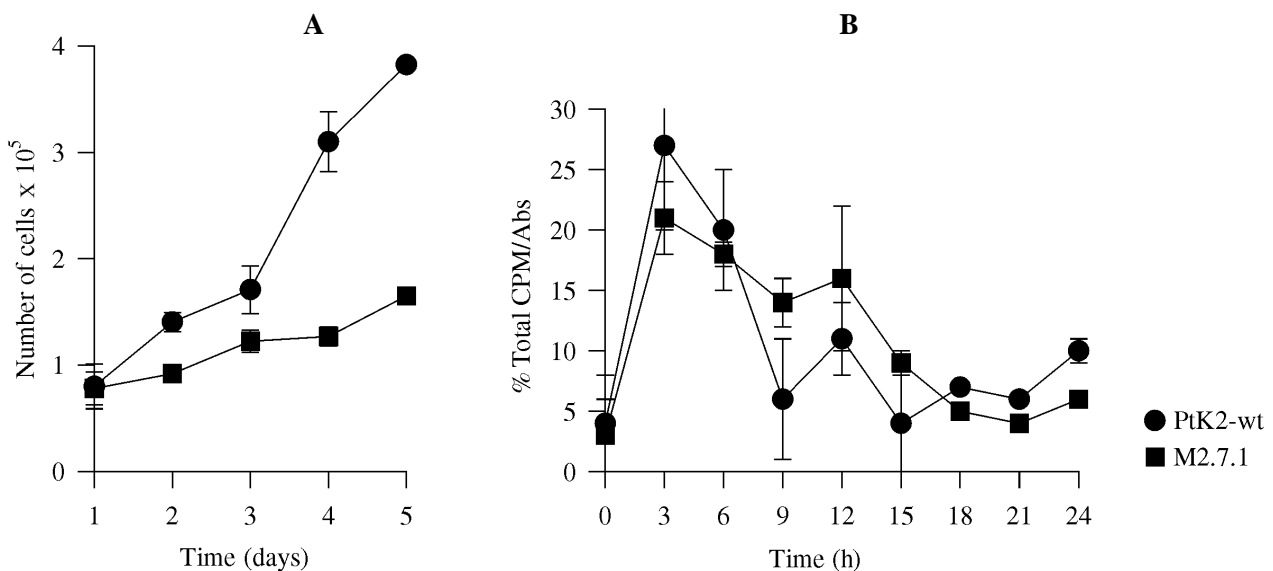 A
Number of cells x 10⁵
4
3
2
1
0
1 2 3 4 5
Time (days)
B
% Total CPM/Abs
30
25
20
15
10
5
0
0 3 6 9 12 15 18 21 24
Time (h)
PtK2-wt
M2.7.1